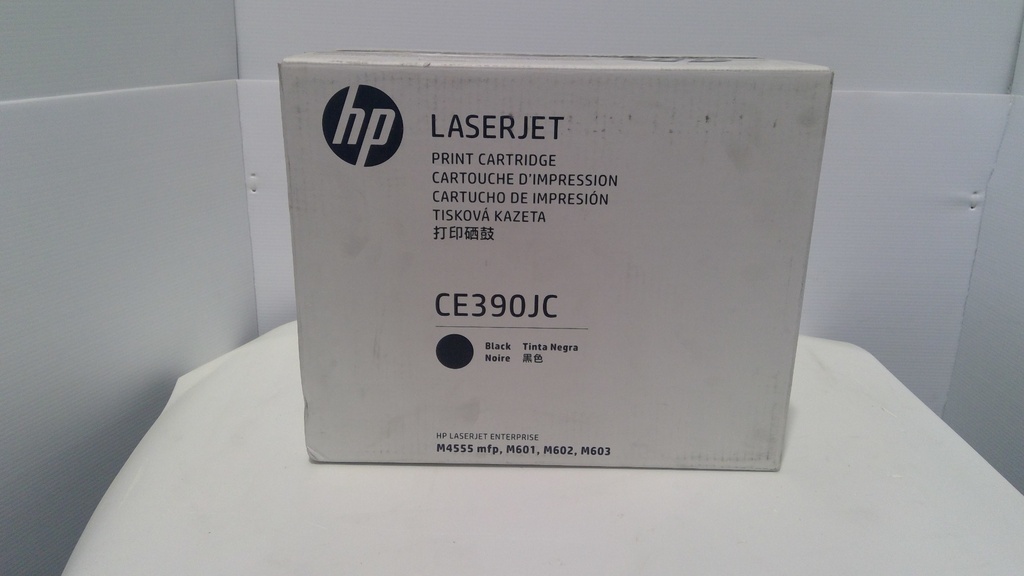 hp
LASERJET
PRINT CARTRIDGE
CARTOUCHE D'IMPRESSION
CARTUCHO DE IMPRESIÓN
TISKOVÁ KAZETA
打印硒鼓
CE390JC
Black Tinta Negra
Noire 黑色
HP LASERJET ENTERPRISE
M4555 mfp, M601, M602, M603